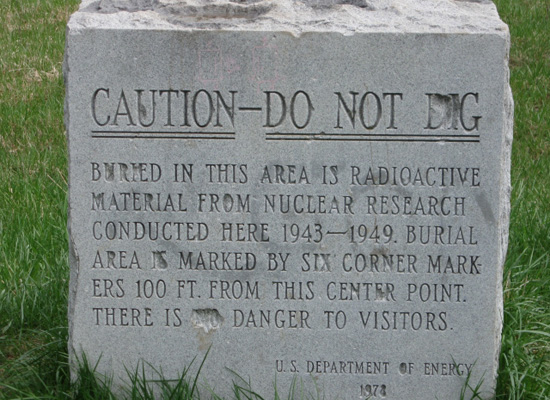 CAUTION—DO NOT DIG
BURIED IN THIS AREA IS RADIOACTIVE
MATERIAL FROM NUCLEAR RESEARCH
CONDUCTED HERE 1943—1949. BURIAL
AREA IS MARKED BY SIX CORNER MARK-
ERS 100 FT. FROM THIS CENTER POINT.
THERE IS NO DANGER TO VISITORS.
U.S. DEPARTMENT OF ENERGY
1978